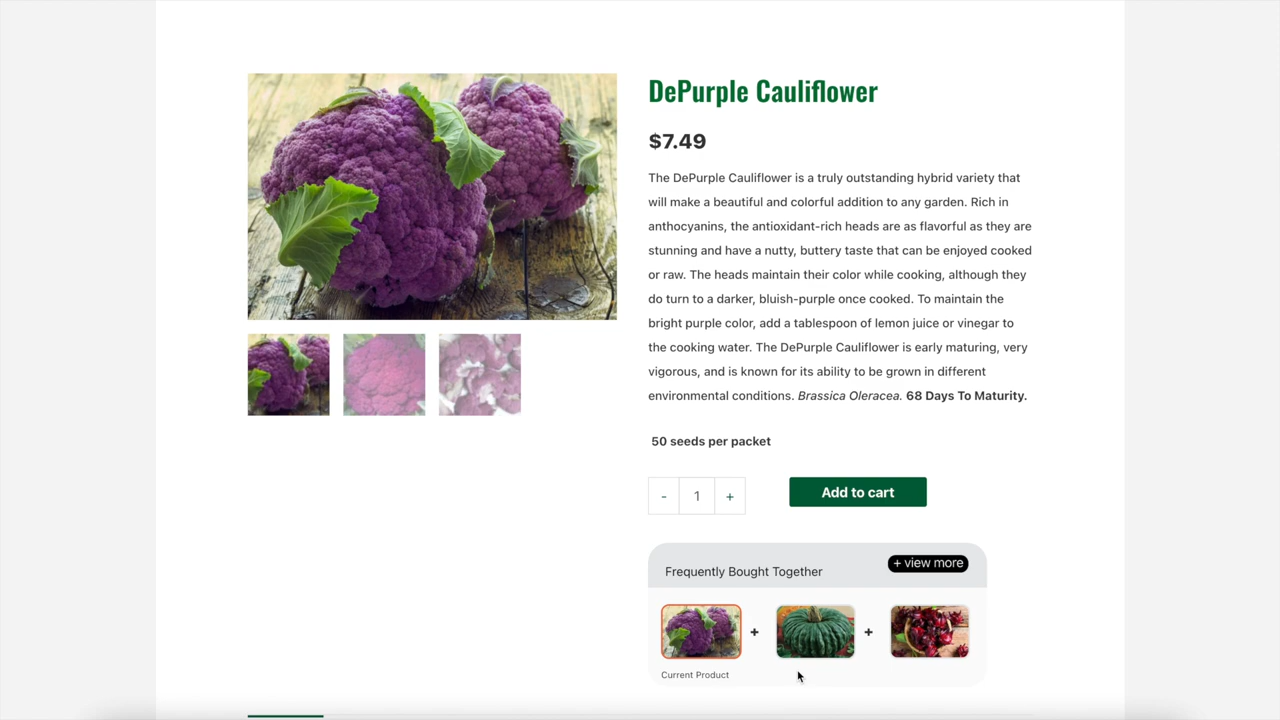 DePurple Cauliflower
$7.49
The DePurple Cauliflower is a truly outstanding hybrid variety that
will make a beautiful and colorful addition to any garden. Rich in
anthocyanins, the antioxidant-rich heads are as flavorful as they are
stunning and have a nutty, buttery taste that can be enjoyed cooked
or raw. The heads maintain their color while cooking, although they
do turn to a darker, bluish-purple once cooked. To maintain the
bright purple color, add a tablespoon of lemon juice or vinegar to
the cooking water. The DePurple Cauliflower is early maturing, very
vigorous, and is known for its ability to be grown in different
environmental conditions. Brassica Oleracea. 68 Days To Maturity.
50 seeds per packet
- 1 + Add to cart
Frequently Bought Together + view more
+ +
Current Product